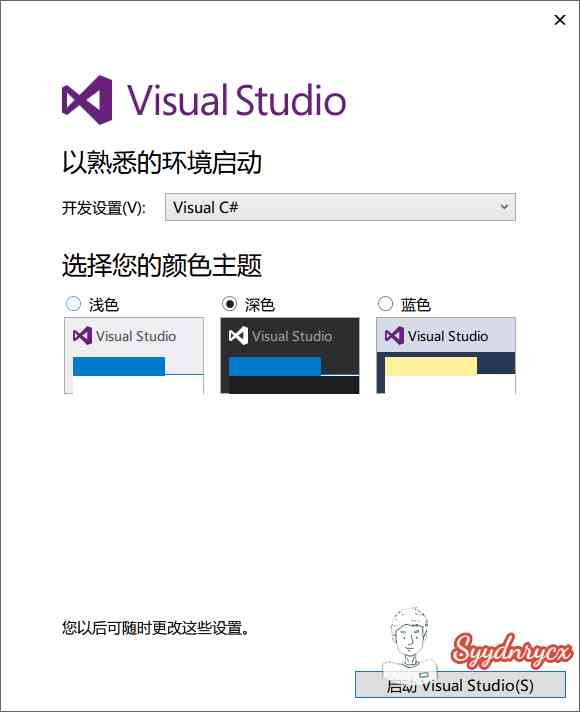 Visual Studio
以熟悉的环境启动
开发设置(V): Visual C#
选择您的颜色主题
浅色 深色 蓝色
Visual Studio Visual Studio Visual Studio
您以后可随时更改这些设置。
Syydnrycx
启动 Visual Studio(S)